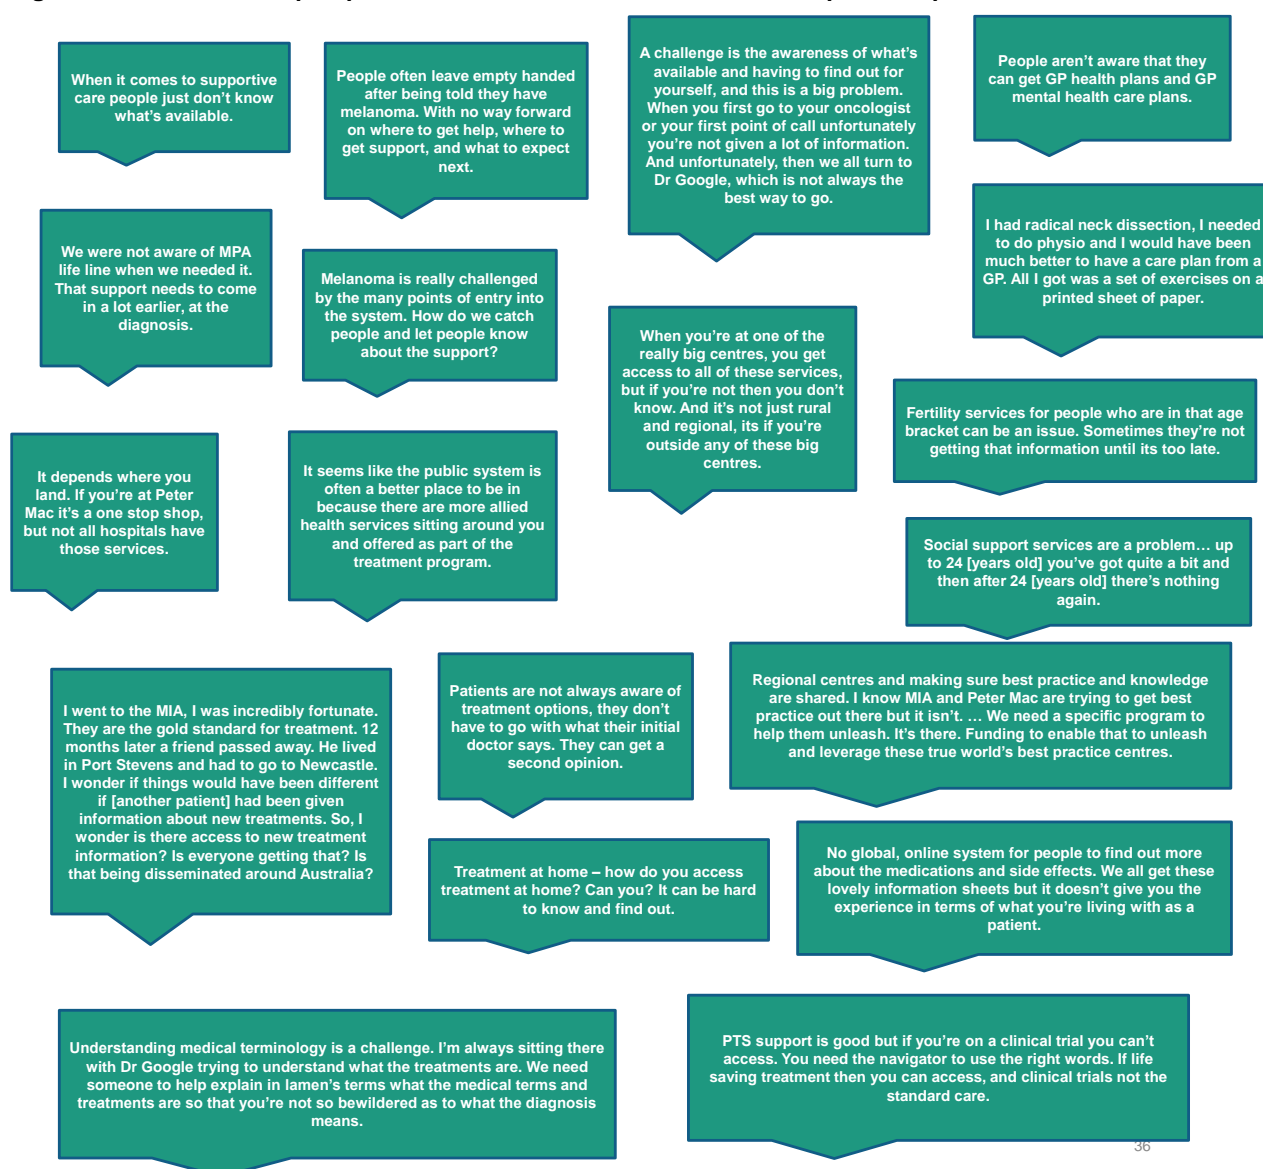 When it comes to supportive
care people just don't know
what's available.
People often leave empty handed
after being told they have
melanoma. With no way forward
on where to get help, where to
get support, and what to expect
next.
A challenge is the awareness of what's
available and having to find out for
yourself, and this is a big problem.
When you first go to your oncologist
or your first point of call unfortunately
you're not given a lot of information.
And unfortunately, then we all turn to
Dr Google, which is not always the
best way to go.
People aren't aware that they
can get GP health plans and GP
mental health care plans.
We were not aware of MPA
life line when we needed it.
That support needs to come
in a lot earlier, at the
diagnosis.
Melanoma is really challenged
by the many points of entry into
the system. How do we catch
people and let people know
about the support?
I had radical neck dissection, I needed
to do physio and I would have been
much better to have a care plan from a
GP. All I got was a set of exercises on a
printed sheet of paper.
When you're at one of the
really big centres, you get
access to all of these services,
but if you're not then you don't
know. And it's not just rural
and regional, its if you're
outside any of these big
centres.
Fertility services for people who are in that age
bracket can be an issue. Sometimes they're not
getting that information until its too late.
It depends where you
land. If you're at Peter
Mac it's a one stop shop,
but not all hospitals have
those services.
It seems like the public system is
often a better place to be in
because there are more allied
health services sitting around you
and offered as part of the
treatment program.
Social support services are a problem… up
to 24 [years old] you've got quite a bit and
then after 24 [years old] there's nothing
again.
I went to the MIA, I was incredibly fortunate.
They are the gold standard for treatment. 12
months later a friend passed away. He lived
in Port Stevens and had to go to Newcastle.
I wonder if things would have been different
if [another patient] had been given
information about new treatments. So, I
wonder is there access to new treatment
information? Is everyone getting that? Is
that being disseminated around Australia?
Patients are not always aware of
treatment options, they don't
have to go with what their initial
doctor says. They can get a
second opinion.
Regional centres and making sure best practice and knowledge
are shared. I know MIA and Peter Mac are trying to get best
practice out there but it isn't. … We need a specific program to
help them unleash. It's there. Funding to enable that to unleash
and leverage these true world's best practice centres.
Treatment at home – how do you access
treatment at home? Can you? It can be hard
to know and find out.
No global, online system for people to find out more
about the medications and side effects. We all get these
lovely information sheets but it doesn't give you the
experience in terms of what you're living with as a
patient.
Understanding medical terminology is a challenge. I'm always sitting there
with Dr Google trying to understand what the treatments are. We need
someone to help explain in lamen's terms what the medical terms and
treatments are so that you're not so bewildered as to what the diagnosis
means.
PTS support is good but if you're on a clinical trial you can't
access. You need the navigator to use the right words. If life
saving treatment then you can access, and clinical trials not the
standard care.
36